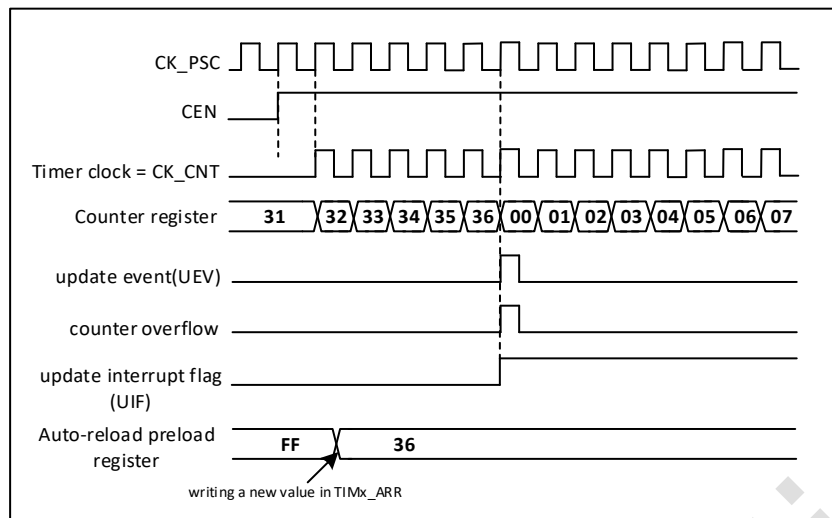 CK_PSC
CEN
Timer clock = CK_CNT
Counter register 31 32 33 34 35 36 00 01 02 03 04 05 06 07
update event(UEV)
counter overflow
update interrupt flag
(UIF)
Auto-reload preload
register FF 36
writing a new value in TIMx_ARR